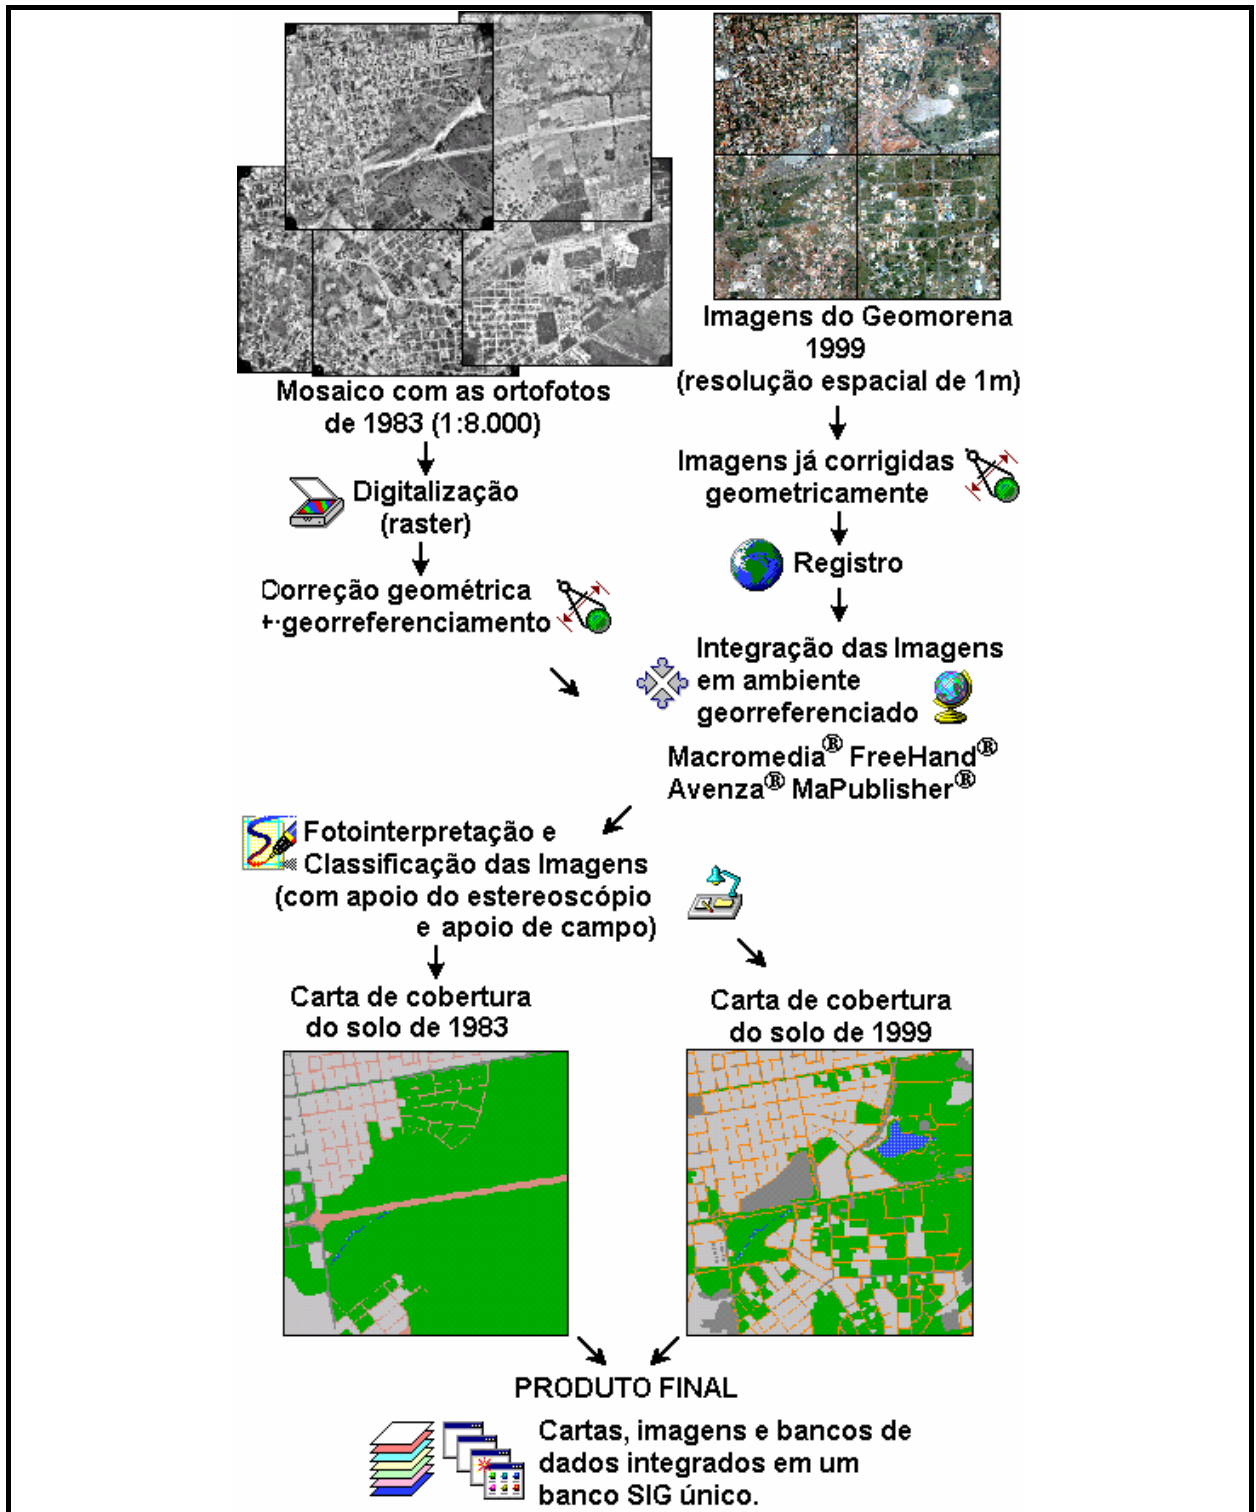 Mosaico com as ortofotos
de 1983 (1:8.000)
Digitalização
(raster)
Correção geométrica
+ georreferenciamento
Imagens do Geomorena
1999
(resolução espacial de 1m)
Imagens já corrigidas
geometricamente
Registro
Integração das Imagens
em ambiente
georreferenciado
Macromedia® FreeHand®
Avenza® MaPublisher®
Fotointerpretação e
Classificação das Imagens
(com apoio do estereoscópio
e apoio de campo)
Carta de cobertura
do solo de 1983
Carta de cobertura
do solo de 1999
PRODUTO FINAL
Cartas, imagens e bancos de
dados integrados em um
banco SIG único.